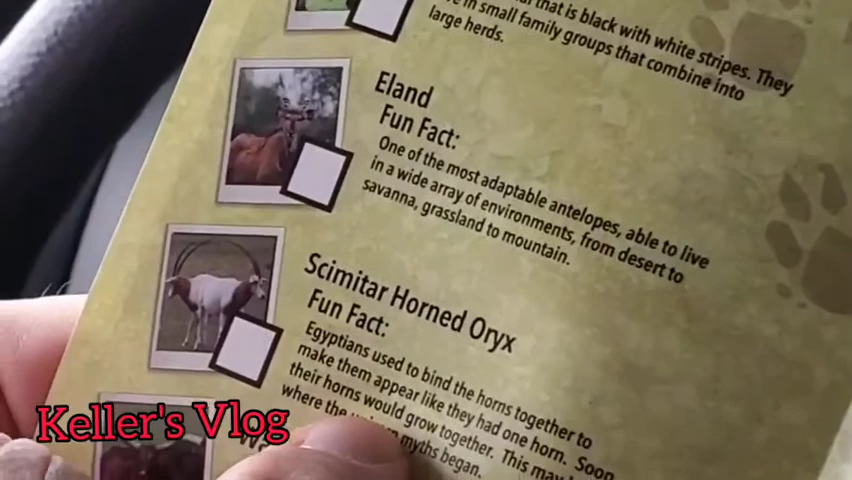 that is black with white stripes. They
in small family groups that combine into
large herds.
Eland
Fun Fact:
One of the most adaptable antelopes, able to live
in a wide array of environments, from desert to
savanna, grassland to mountain.
Scimitar Horned Oryx
Fun Fact:
Egyptians used to bind the horns together to
make them appear like they had one horn. Soon
their horns would grow together. This may
where the myths began.
Keller's Vlog